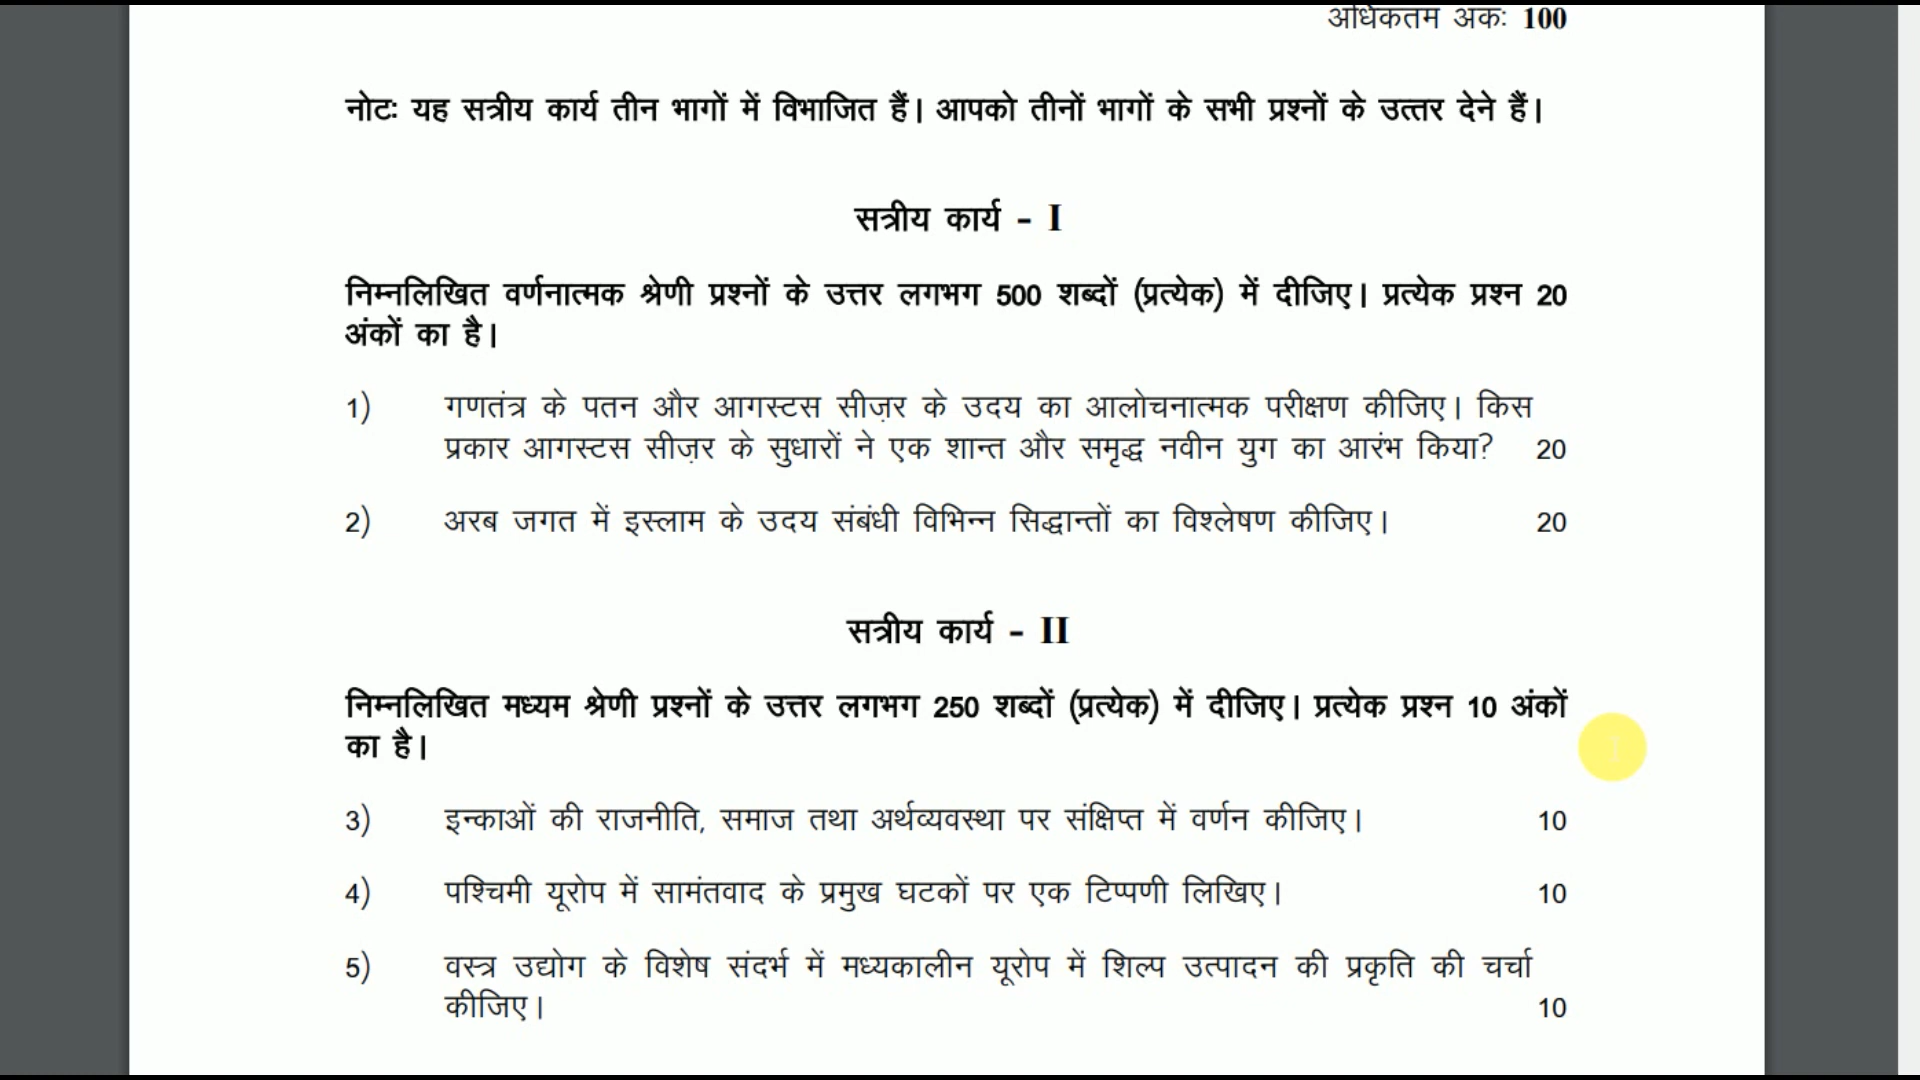 अधिकतम अंकः 100
नोटः यह सत्रीय कार्य तीन भागों में विभाजित हैं। आपको तीनों भागों के सभी प्रश्नों के उत्तर देने हैं।
सत्रीय कार्य - I
निम्नलिखित वर्णनात्मक श्रेणी प्रश्नों के उत्तर लगभग 500 शब्दों (प्रत्येक) में दीजिए। प्रत्येक प्रश्न 20
अंकों का है।
1) गणतंत्र के पतन और आगस्टस सीज़र के उदय का आलोचनात्मक परीक्षण कीजिए। किस
प्रकार आगस्टस सीज़र के सुधारों ने एक शान्त और समृद्ध नवीन युग का आरंभ किया? 20
2) अरब जगत में इस्लाम के उदय संबंधी विभिन्न सिद्धान्तों का विश्लेषण कीजिए। 20
सत्रीय कार्य - II
निम्नलिखित मध्यम श्रेणी प्रश्नों के उत्तर लगभग 250 शब्दों (प्रत्येक) में दीजिए। प्रत्येक प्रश्न 10 अंकों
का है।
3) इन्काओं की राजनीति, समाज तथा अर्थव्यवस्था पर संक्षिप्त में वर्णन कीजिए। 10
4) पश्चिमी यूरोप में सामंतवाद के प्रमुख घटकों पर एक टिप्पणी लिखिए। 10
5) वस्त्र उद्योग के विशेष संदर्भ में मध्यकालीन यूरोप में शिल्प उत्पादन की प्रकृति की चर्चा
कीजिए। 10